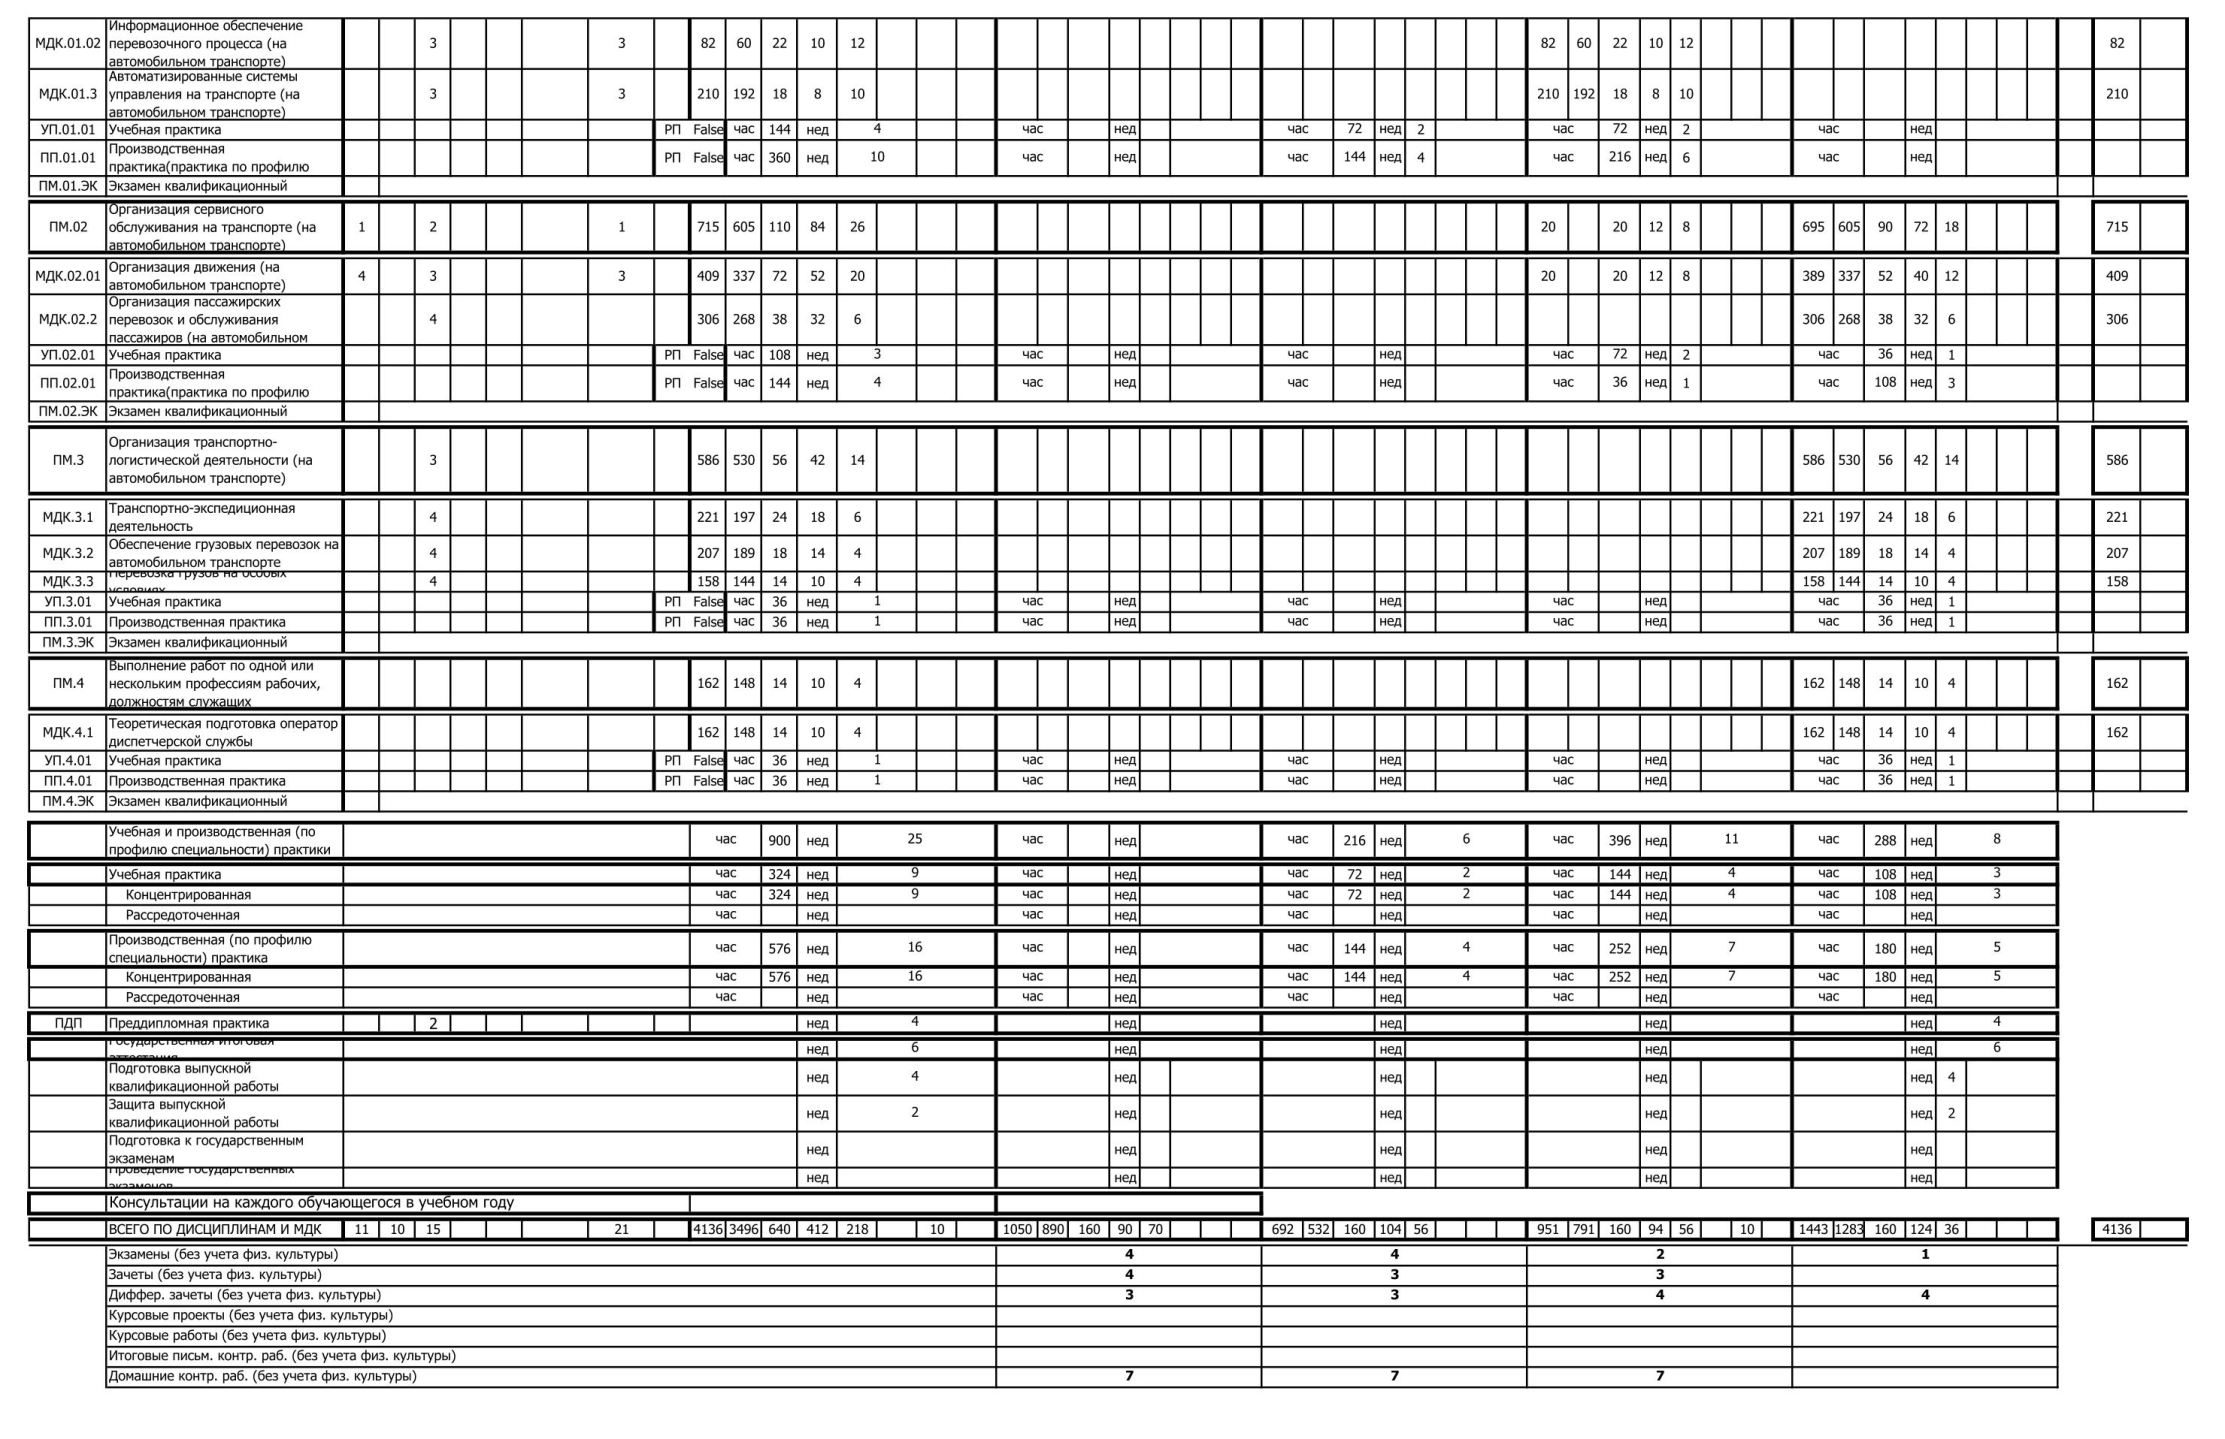 МДК.01.02 Информационное обеспечение перевозочного процесса (на автомобильном транспорте) 3 3 82 60 22 10 12 82 60 22 10 12 82
МДК.01.3 Автоматизированные системы управления на транспорте (на автомобильном транспорте) 3 3 210 192 18 8 10 210 192 18 8 10 210
УП.01.01 Учебная практика РП False час 144 нед 4 час нед час 72 нед 2 час 72 нед 2 час нед
ПП.01.01 Производственная практика(практика по профилю РП False час 360 нед 10 час нед час 144 нед 4 час 216 нед 6 час нед
ПМ.01.ЭК Экзамен квалификационный
ПМ.02 Организация сервисного обслуживания на транспорте (на автомобильном транспорте) 1 2 1 715 605 110 84 26 20 20 12 8 695 605 90 72 18 715
МДК.02.01 Организация движения (на автомобильном транспорте) 4 3 3 409 337 72 52 20 20 20 12 8 389 337 52 40 12 409
МДК.02.2 Организация пассажирских перевозок и обслуживания пассажиров (на автомобильном 4 306 268 38 32 6 306 268 38 32 6 306
УП.02.01 Учебная практика РП False час 108 нед 3 час нед час нед час 72 нед 2 час 36 нед 1
ПП.02.01 Производственная практика(практика по профилю РП False час 144 нед 4 час нед час нед час 36 нед 1 час 108 нед 3
ПМ.02.ЭК Экзамен квалификационный
ПМ.3 Организация транспортно-логистической деятельности (на автомобильном транспорте) 3 586 530 56 42 14 586 530 56 42 14 586
МДК.3.1 Транспортно-экспедиционная деятельность 4 221 197 24 18 6 221 197 24 18 6 221
МДК.3.2 Обеспечение грузовых перевозок на автомобильном транспорте 4 207 189 18 14 4 207 189 18 14 4 207
МДК.3.3 Перевозка грузов на особых условиях 4 158 144 14 10 4 158 144 14 10 4 158
УП.3.01 Учебная практика РП False час 36 нед 1 час нед час нед час нед час 36 нед 1
ПП.3.01 Производственная практика РП False час 36 нед 1 час нед час нед час нед час 36 нед 1
ПМ.3.ЭК Экзамен квалификационный
ПМ.4 Выполнение работ по одной или нескольким профессиям рабочих, должностям служащих 162 148 14 10 4 162 148 14 10 4 162
МДК.4.1 Теоретическая подготовка оператор диспетчерской службы 162 148 14 10 4 162 148 14 10 4 162
УП.4.01 Учебная практика РП False час 36 нед 1 час нед час нед час нед час 36 нед 1
ПП.4.01 Производственная практика РП False час 36 нед 1 час нед час нед час нед час 36 нед 1
ПМ.4.ЭК Экзамен квалификационный
Учебная и производственная (по профилю специальности) практики час 900 нед 25 час нед час 216 нед 6 час 396 нед 11 час 288 нед 8
Учебная практика час 324 нед 9 час нед час 72 нед 2 час 144 нед 4 час 108 нед 3
Концентрированная час 324 нед 9 час нед час 72 нед 2 час 144 нед 4 час 108 нед 3
Рассредоточенная час нед час нед час нед час нед час нед
Производственная (по профилю специальности) практика час 576 нед 16 час нед час 144 нед 4 час 252 нед 7 час 180 нед 5
Концентрированная час 576 нед 16 час нед час 144 нед 4 час 252 нед 7 час 180 нед 5
Рассредоточенная час нед час нед час нед час нед час нед
ПДП Преддипломная практика 2 нед 4 нед нед нед нед 4
Государственная итоговая аттестация нед 6 нед нед нед нед 6
Подготовка выпускной квалификационной работы нед 4 нед нед нед нед 4
Защита выпускной квалификационной работы нед 2 нед нед нед нед 2
Подготовка к государственным экзаменам нед нед нед нед нед
Проведение государственных экзаменов нед нед нед нед нед
Консультации на каждого обучающегося в учебном году
ВСЕГО ПО ДИСЦИПЛИНАМ И МДК 11 10 15 21 4136 3496 640 412 218 10 1050 890 160 90 70 692 532 160 104 56 951 791 160 94 56 10 1443 1283 160 124 36 4136
Экзамены (без учета физ. культуры) 4 4 2 1
Зачеты (без учета физ. культуры) 4 3 3
Диффер. зачеты (без учета физ. культуры) 3 3 4 4
Курсовые проекты (без учета физ. культуры)
Курсовые работы (без учета физ. культуры)
Итоговые письм. контр. раб. (без учета физ. культуры)
Домашние контр. раб. (без учета физ. культуры) 7 7 7